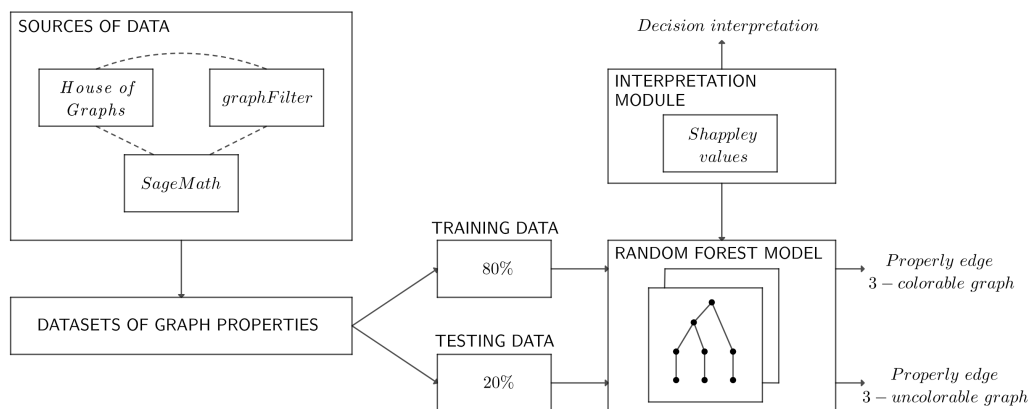 SOURCES OF DATA
House of
Graphs
graphFilter
SageMath
DATASETS OF GRAPH PROPERTIES
TRAINING DATA
80%
TESTING DATA
20%
Decision interpretation
INTERPRETATION
MODULE
Shappley
values
RANDOM FOREST MODEL
Properly edge
3 − colorable graph
Properly edge
3 − uncolorable graph